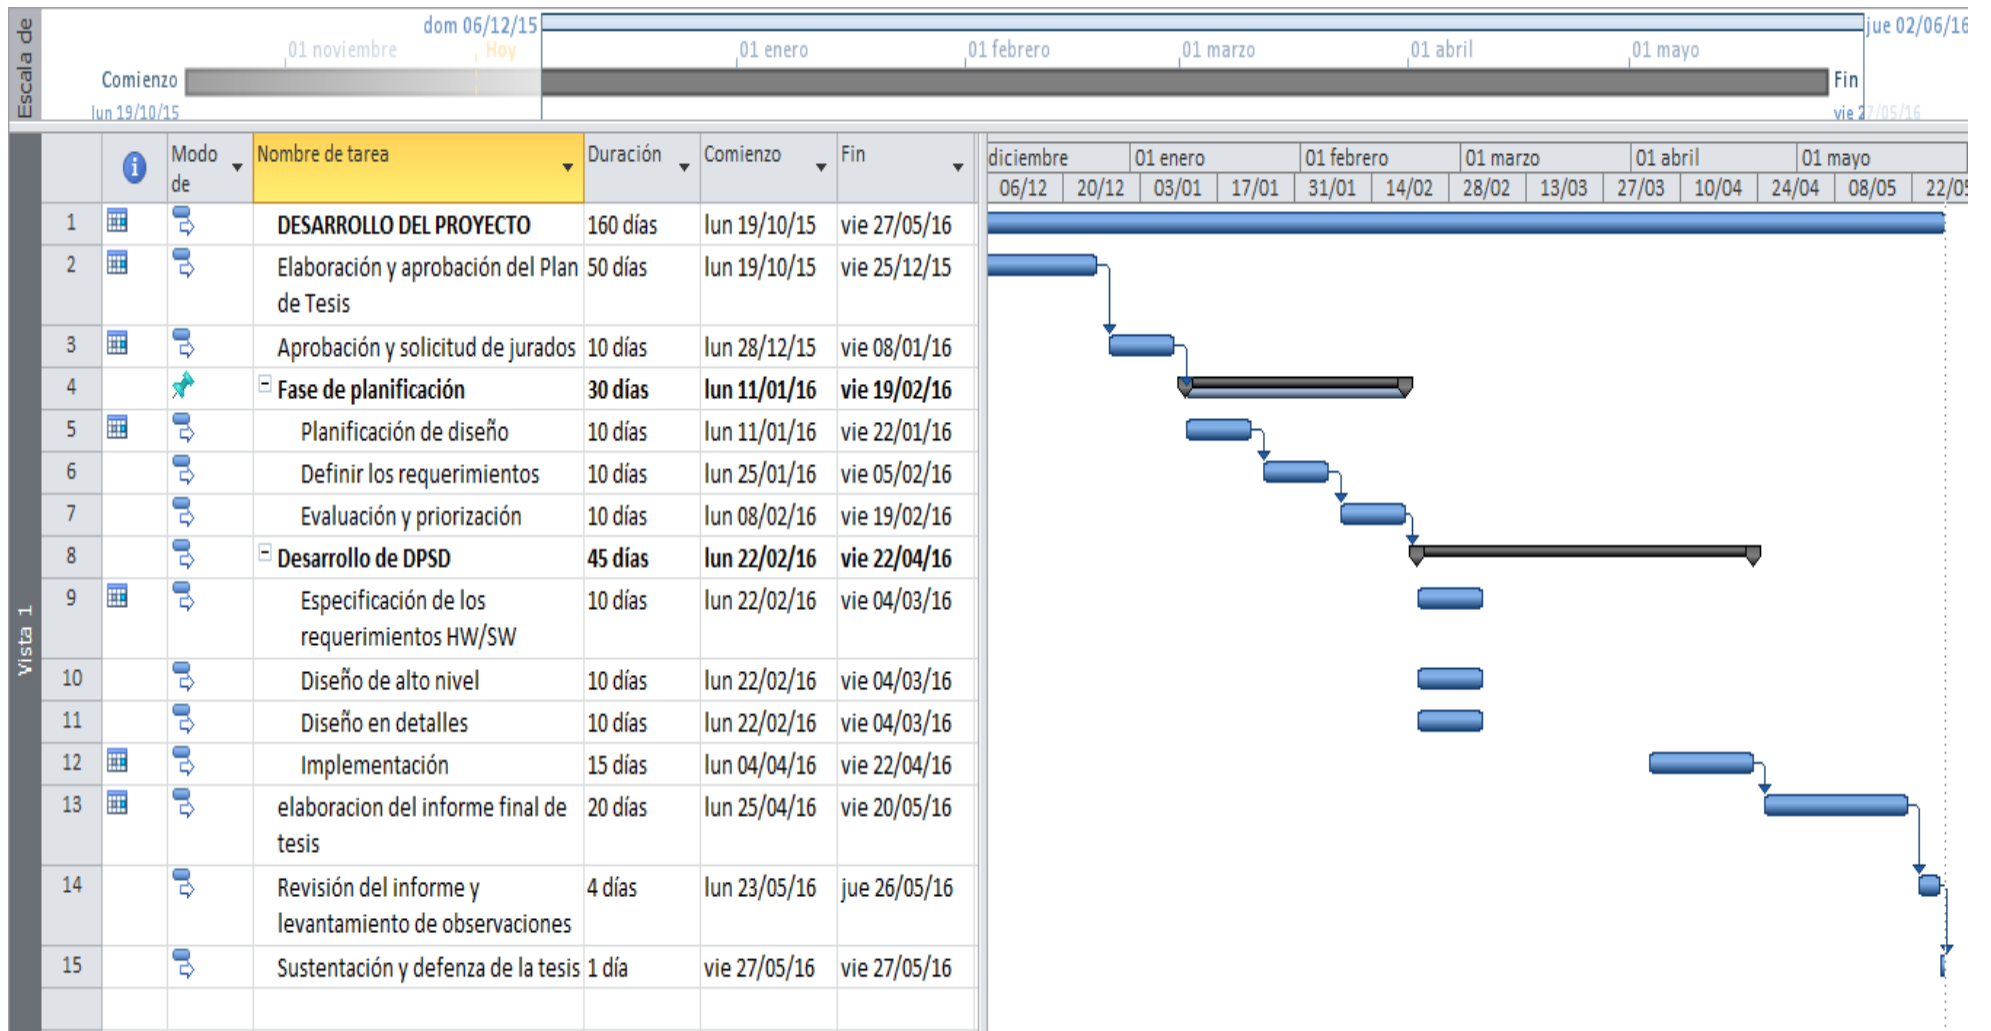 Escala de
dom 06/12/15
jue 02/06/16
01 noviembre
Hoy
01 enero
01 febrero
01 marzo
01 abril
01 mayo
Comienzo
Fin
lun 19/10/15
vie 27/05/16
Vista 1
Modo de
Nombre de tarea
Duración
Comienzo
Fin
diciembre
01 enero
01 febrero
01 marzo
01 abril
01 mayo
06/12 20/12 03/01 17/01 31/01 14/02 28/02 13/03 27/03 10/04 24/04 08/05 22/05
1 DESARROLLO DEL PROYECTO 160 días lun 19/10/15 vie 27/05/16
2 Elaboración y aprobación del Plan 50 días lun 19/10/15 vie 25/12/15
de Tesis
3 Aprobación y solicitud de jurados 10 días lun 28/12/15 vie 08/01/16
4 Fase de planificación 30 días lun 11/01/16 vie 19/02/16
5 Planificación de diseño 10 días lun 11/01/16 vie 22/01/16
6 Definir los requerimientos 10 días lun 25/01/16 vie 05/02/16
7 Evaluación y priorización 10 días lun 08/02/16 vie 19/02/16
8 Desarrollo de DPSD 45 días lun 22/02/16 vie 22/04/16
9 Especificación de los 10 días lun 22/02/16 vie 04/03/16
requerimientos HW/SW
10 Diseño de alto nivel 10 días lun 22/02/16 vie 04/03/16
11 Diseño en detalles 10 días lun 22/02/16 vie 04/03/16
12 Implementación 15 días lun 04/04/16 vie 22/04/16
13 elaboracion del informe final de 20 días lun 25/04/16 vie 20/05/16
tesis
14 Revisión del informe y 4 días lun 23/05/16 jue 26/05/16
levantamiento de observaciones
15 Sustentación y defenza de la tesis 1 día vie 27/05/16 vie 27/05/16